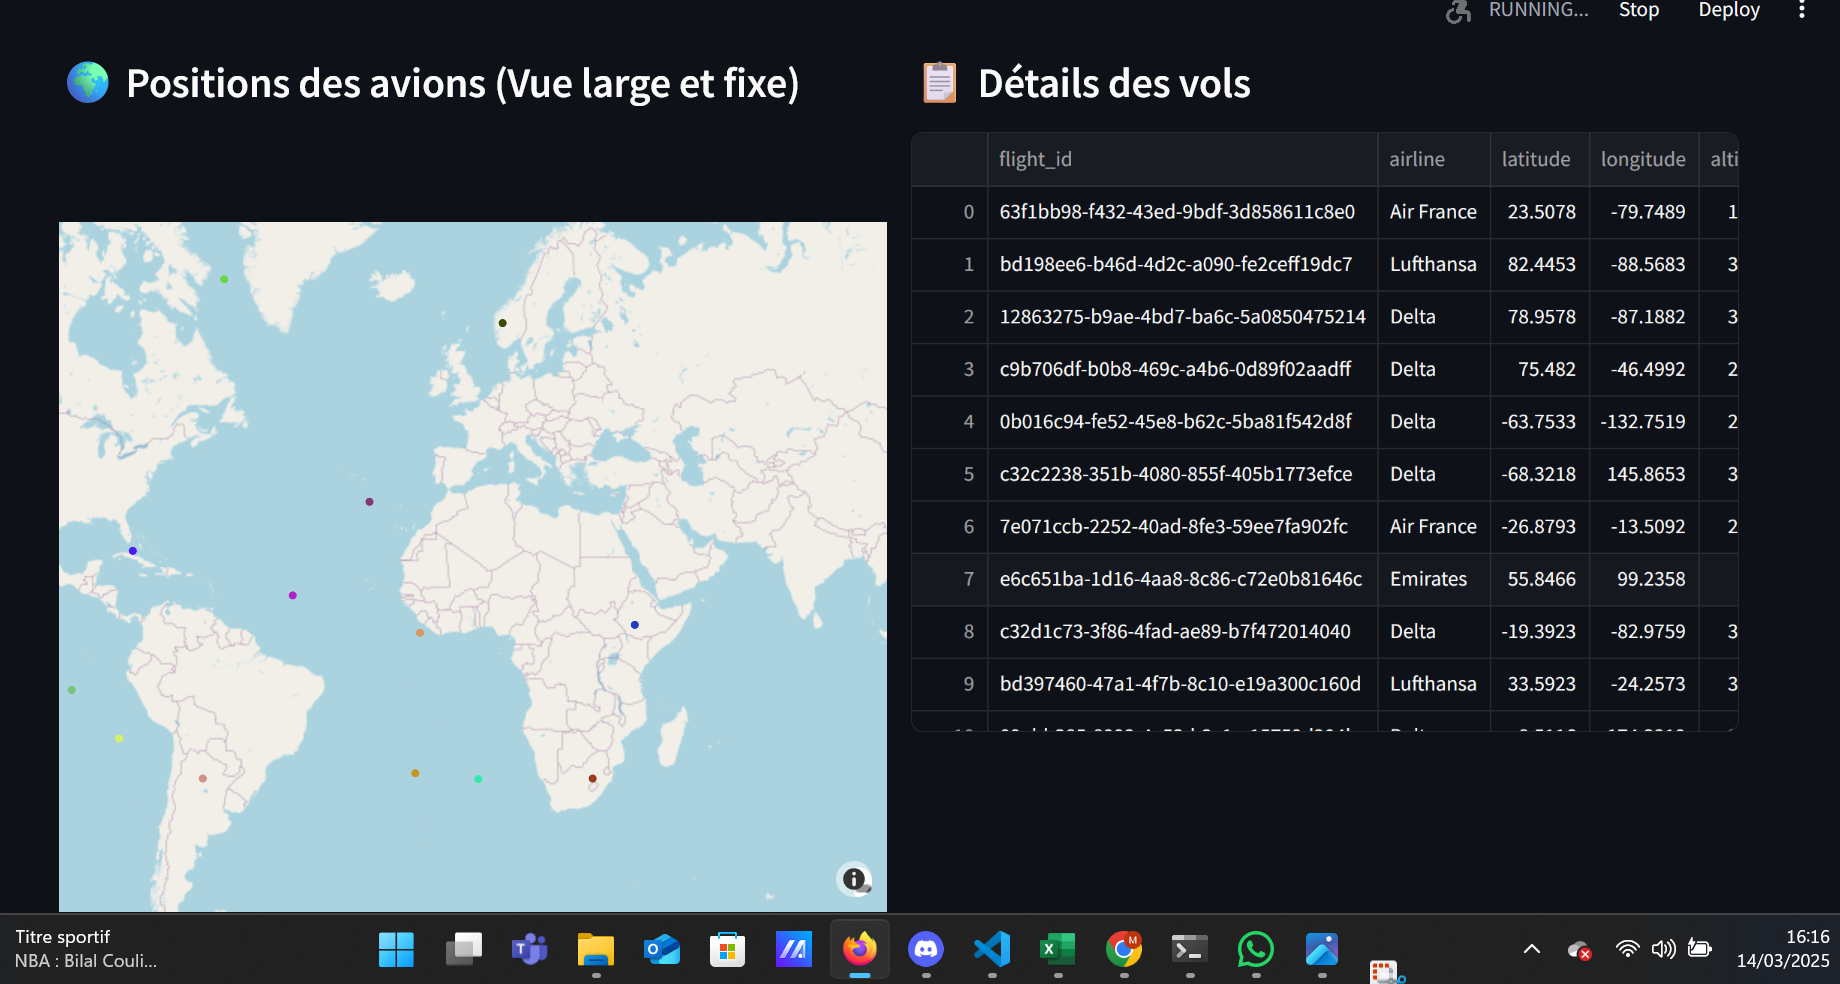 RUNNING... Stop Deploy
Positions des avions (Vue large et fixe)
Détails des vols
flight_id airline latitude longitude alti
0 63f1bb98-f432-43ed-9bdf-3d858611c8e0 Air France 23.5078 -79.7489 1
1 bd198ee6-b46d-4d2c-a090-fe2ceff19dc7 Lufthansa 82.4453 -88.5683 3
2 12863275-b9ae-4bd7-ba6c-5a0850475214 Delta 78.9578 -87.1882 3
3 c9b706df-b0b8-469c-a4b6-0d89f02aadff Delta 75.482 -46.4992 2
4 0b016c94-fe52-45e8-b62c-5ba81f542d8f Delta -63.7533 -132.7519 2
5 c32c2238-351b-4080-855f-405b1773efce Delta -68.3218 145.8653 3
6 7e071ccb-2252-40ad-8fe3-59ee7fa902fc Air France -26.8793 -13.5092 2
7 e6c651ba-1d16-4aa8-8c86-c72e0b81646c Emirates 55.8466 99.2358
8 c32d1c73-3f86-4fad-ae89-b7f472014040 Delta -19.3923 -82.9759 3
9 bd397460-47a1-4f7b-8c10-e19a300c160d Lufthansa 33.5923 -24.2573 3
Titre sportif
NBA : Bilal Couli...
16:16
14/03/2025